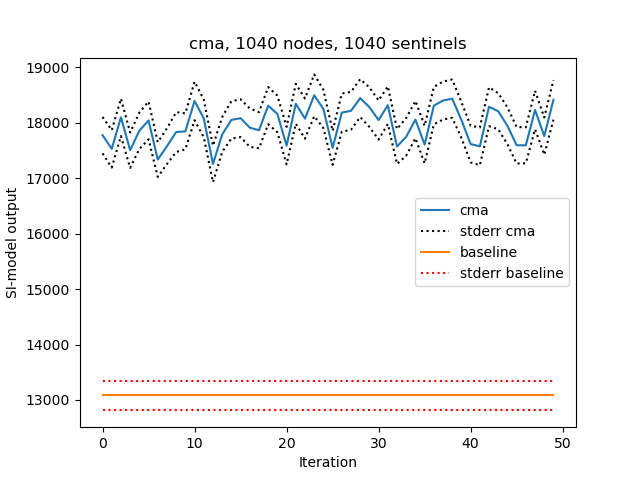 cma, 1040 nodes, 1040 sentinels
SI-model output
19000
18000
17000
16000
15000
14000
13000
cma
stderr cma
baseline
stderr baseline
0
10
20
30
40
50
Iteration